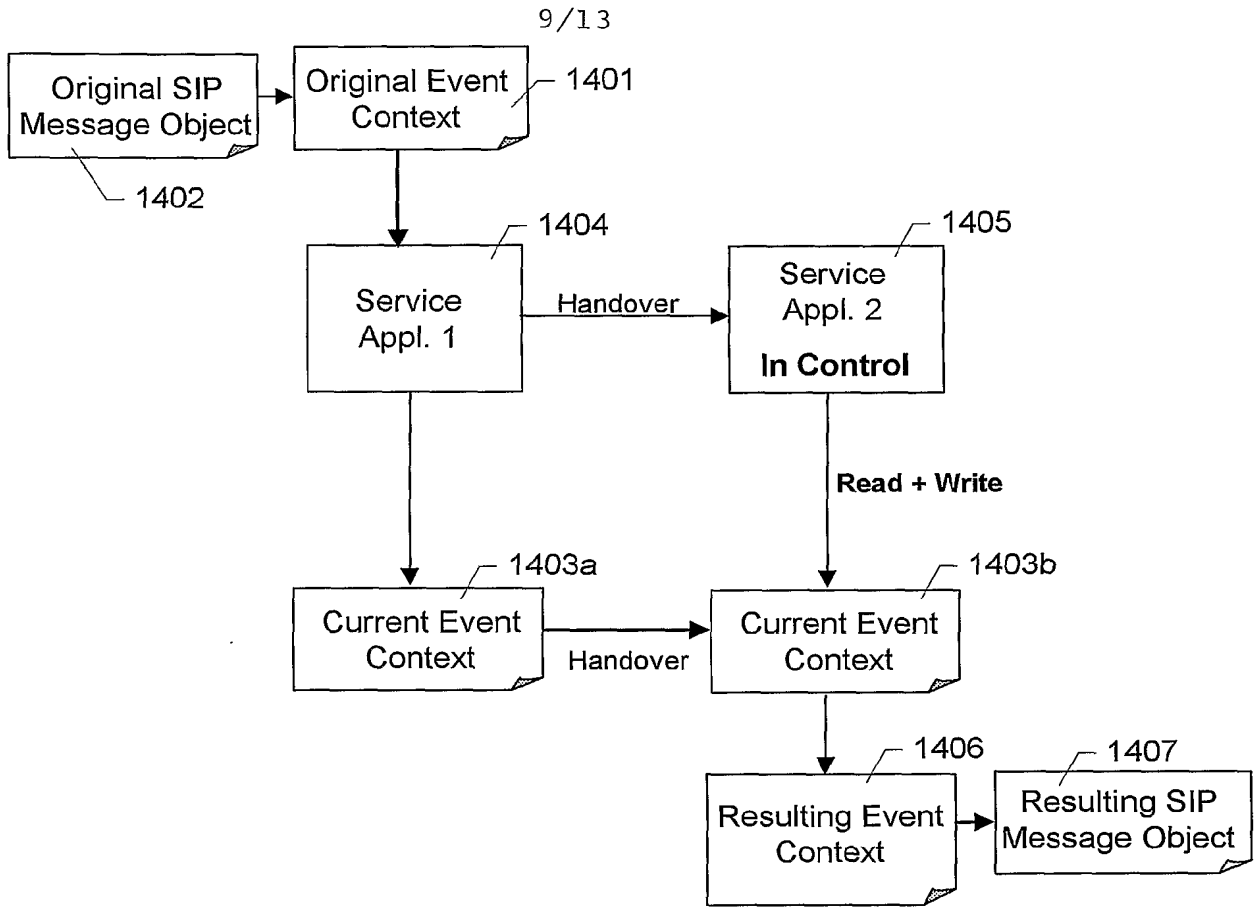 9/13
Original SIP
Message Object
1402
Original Event
Context
1401
1404
Service
Appl. 1
Handover
1405
Service
Appl. 2
In Control
Read + Write
1403a
Current Event
Context
Handover
1403b
Current Event
Context
1406
Resulting Event
Context
1407
Resulting SIP
Message Object